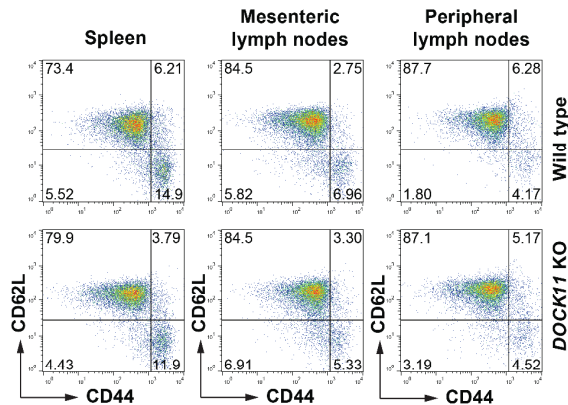 Spleen
Mesenteric
lymph nodes
Peripheral
lymph nodes
73.4 6.21
5.52 14.9
84.5 2.75
5.82 6.96
87.7 6.28
1.80 4.17
Wild type
79.9 3.79
4.43 11.9
84.5 3.30
6.91 5.33
87.1 5.17
3.19 4.52
DOCK11 KO
CD62L
CD44
CD62L
CD44
CD62L
CD44